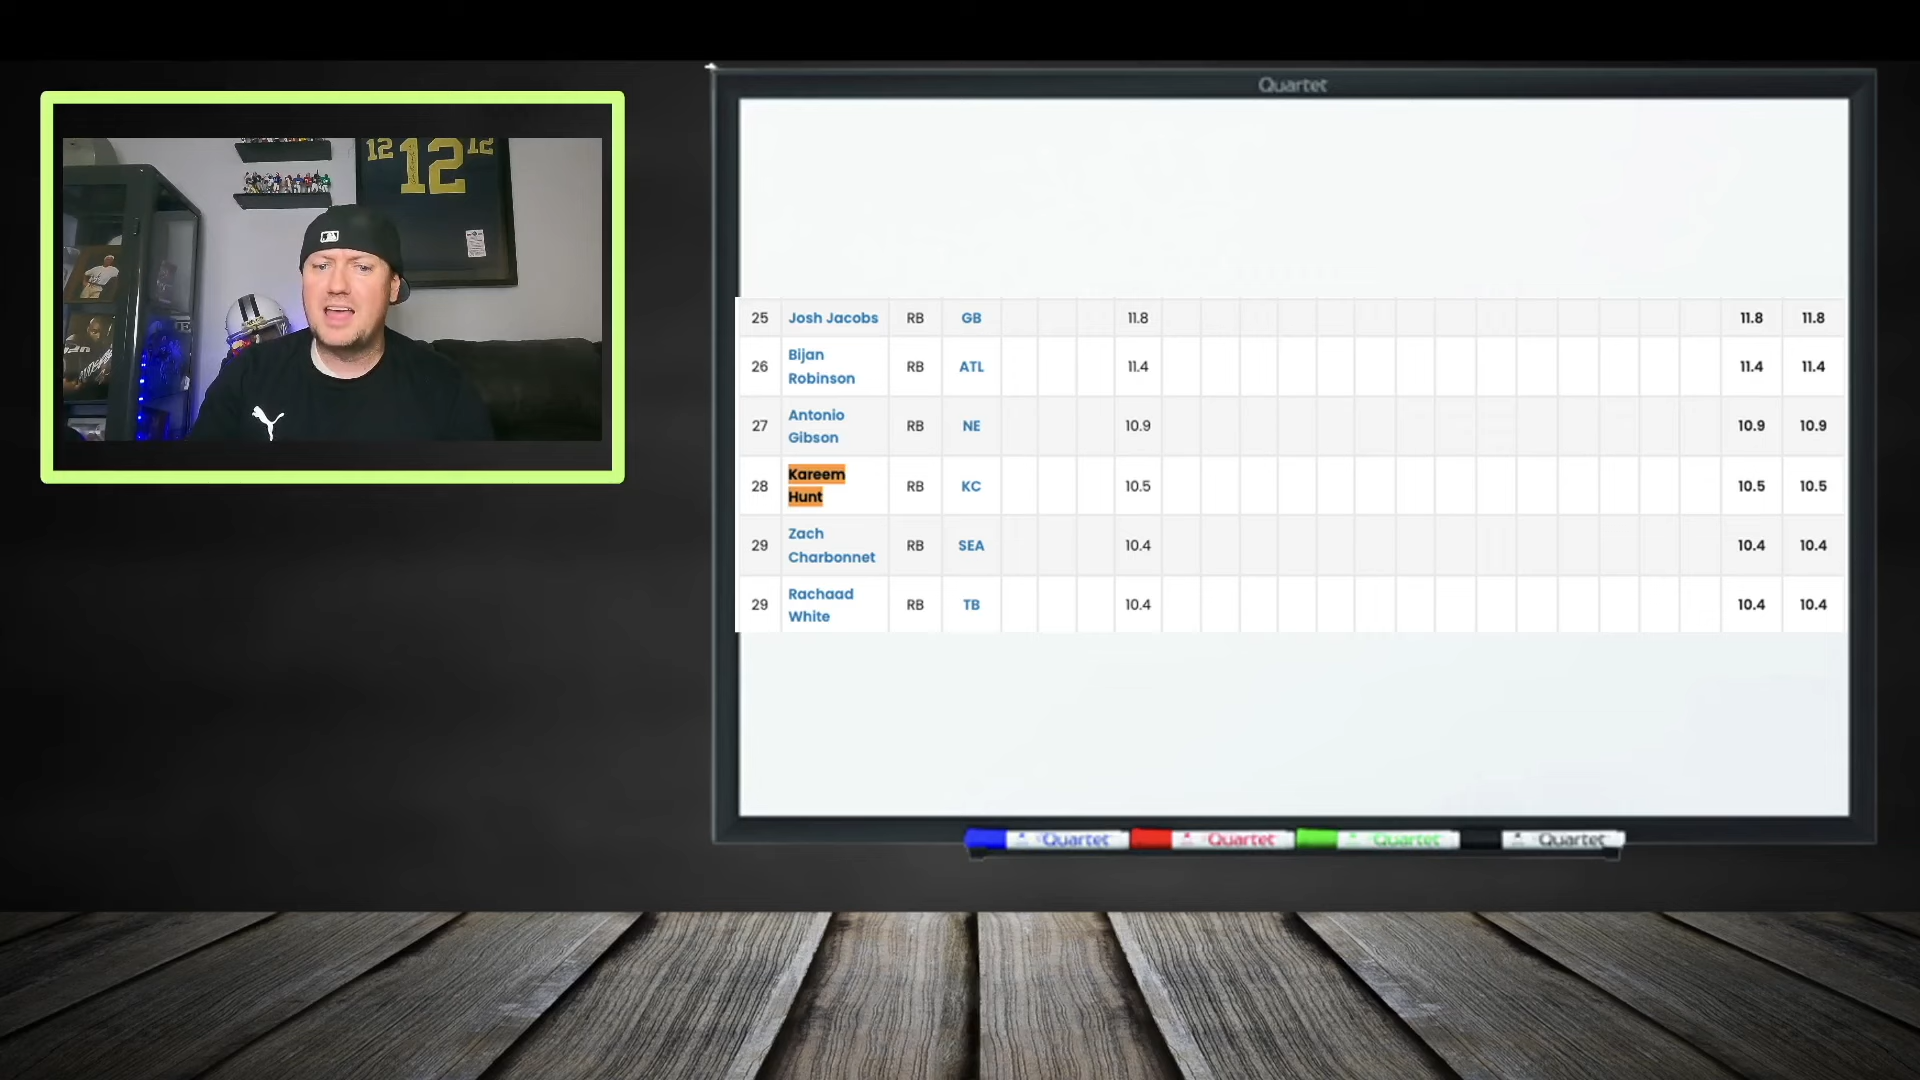 Quartet
12 12 12
25 Josh Jacobs RB GB 11.8 11.8 11.8
26 Bijan Robinson RB ATL 11.4 11.4 11.4
27 Antonio Gibson RB NE 10.9 10.9 10.9
28 Kareem Hunt RB KC 10.5 10.5 10.5
29 Zach Charbonnet RB SEA 10.4 10.4 10.4
29 Rachaad White RB TB 10.4 10.4 10.4
Quartet Quartet Quartet Quartet